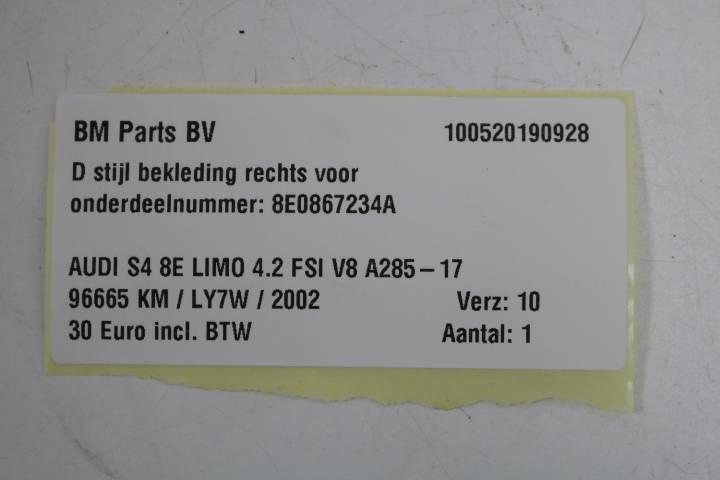 BM Parts BV 100520190928
D stijl bekleding rechts voor
onderdeelnummer: 8E0867234A
AUDI S4 8E LIMO 4.2 FSI V8 A285-17
96665 KM / LY7W / 2002 Verz: 10
30 Euro incl. BTW Aantal: 1